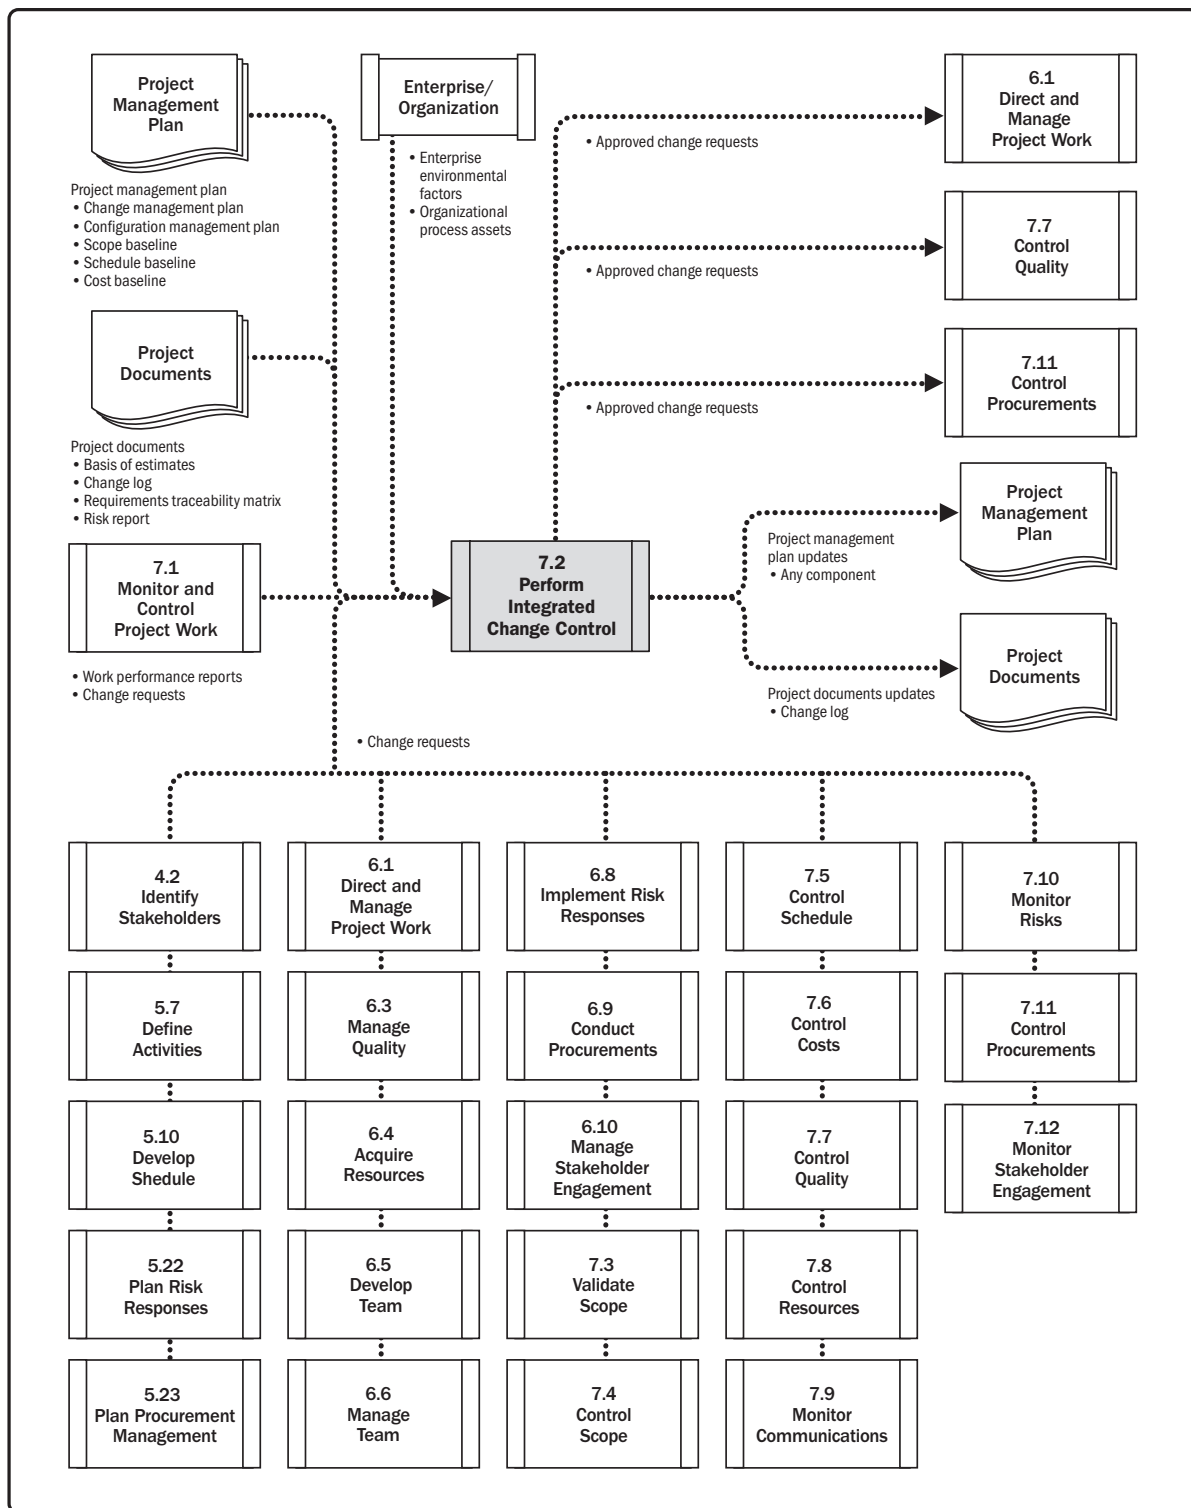 Project
Management
Plan
Project management plan
• Change management plan
• Configuration management plan
• Scope baseline
• Schedule baseline
• Cost baseline
Enterprise/
Organization
• Enterprise
environmental
factors
• Organizational
process assets
6.1
Direct and
Manage
Project Work
• Approved change requests
7.7
Control
Quality
• Approved change requests
7.11
Control
Procurements
• Approved change requests
Project
Documents
Project documents
• Basis of estimates
• Change log
• Requirements traceability matrix
• Risk report
7.1
Monitor and
Control
Project Work
• Work performance reports
• Change requests
7.2
Perform
Integrated
Change Control
Project management
plan updates
• Any component
Project
Management
Plan
Project documents updates
• Change log
Project
Documents
• Change requests
4.2
Identify
Stakeholders
5.7
Define
Activities
5.10
Develop
Shedule
5.22
Plan Risk
Responses
5.23
Plan Procurement
Management
6.1
Direct and
Manage
Project Work
6.3
Manage
Quality
6.4
Acquire
Resources
6.5
Develop
Team
6.6
Manage
Team
6.8
Implement Risk
Responses
6.9
Conduct
Procurements
6.10
Manage
Stakeholder
Engagement
7.3
Validate
Scope
7.4
Control
Scope
7.5
Control
Schedule
7.6
Control
Costs
7.7
Control
Quality
7.8
Control
Resources
7.9
Monitor
Communications
7.10
Monitor
Risks
7.11
Control
Procurements
7.12
Monitor
Stakeholder
Engagement